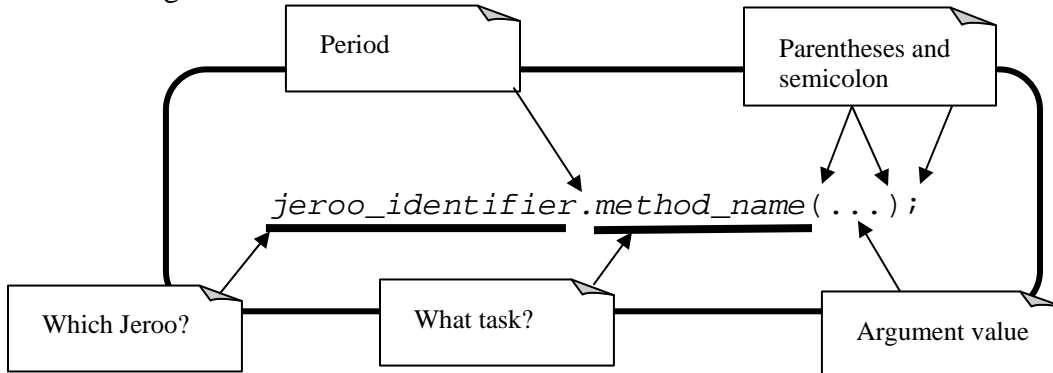 Period
Parentheses and
semicolon
jeroo_identifier.method_name(...);
Which Jeroo?
What task?
Argument value